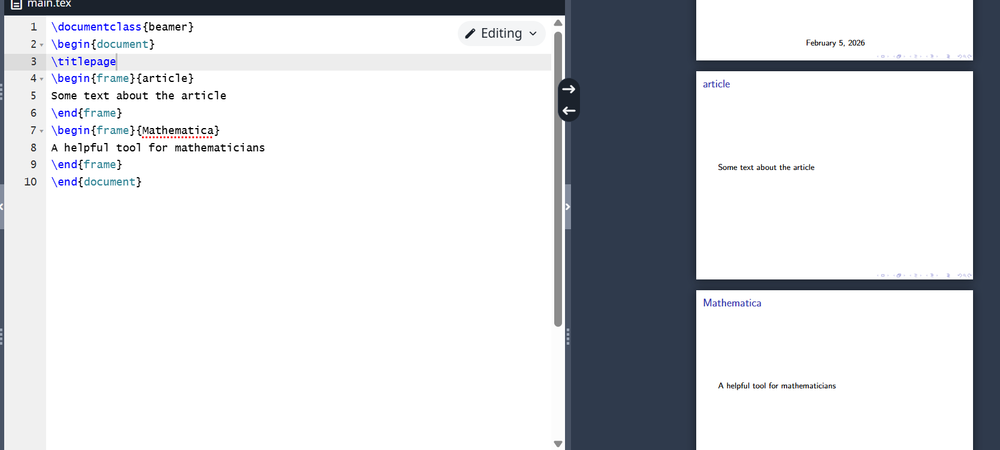 main.tex
Editing
1 \documentclass{beamer}
2 \begin{document}
3 \titlepage
4 \begin{frame}{article}
5 Some text about the article
6 \end{frame}
7 \begin{frame}{Mathematica}
8 A helpful tool for mathematicians
9 \end{frame}
10 \end{document}
February 5, 2026
article
Some text about the article
Mathematica
A helpful tool for mathematicians